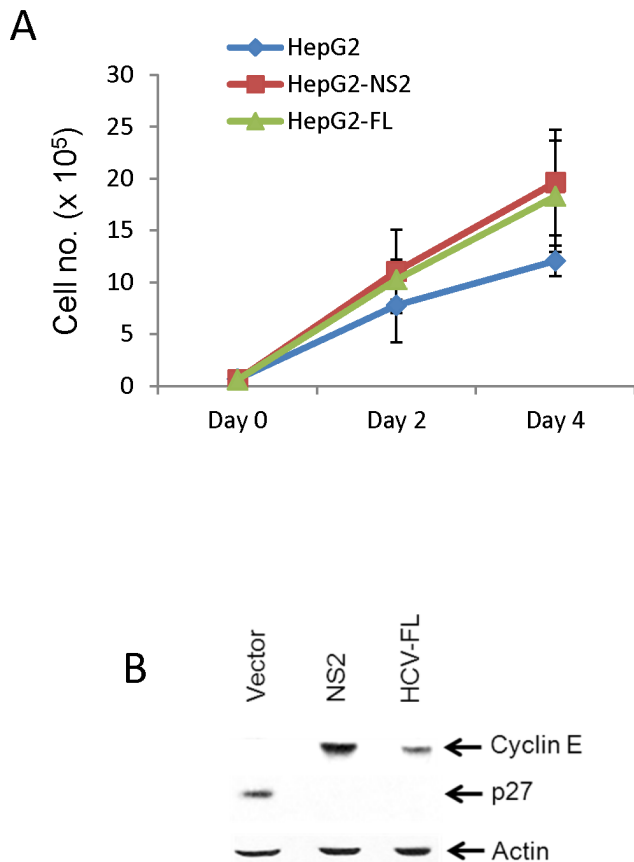 A
HepG2
HepG2-NS2
HepG2-FL
Cell no. (x 10⁵)
30
25
20
15
10
5
0
Day 0 Day 2 Day 4
B
Vector NS2 HCV-FL
Cyclin E
p27
Actin